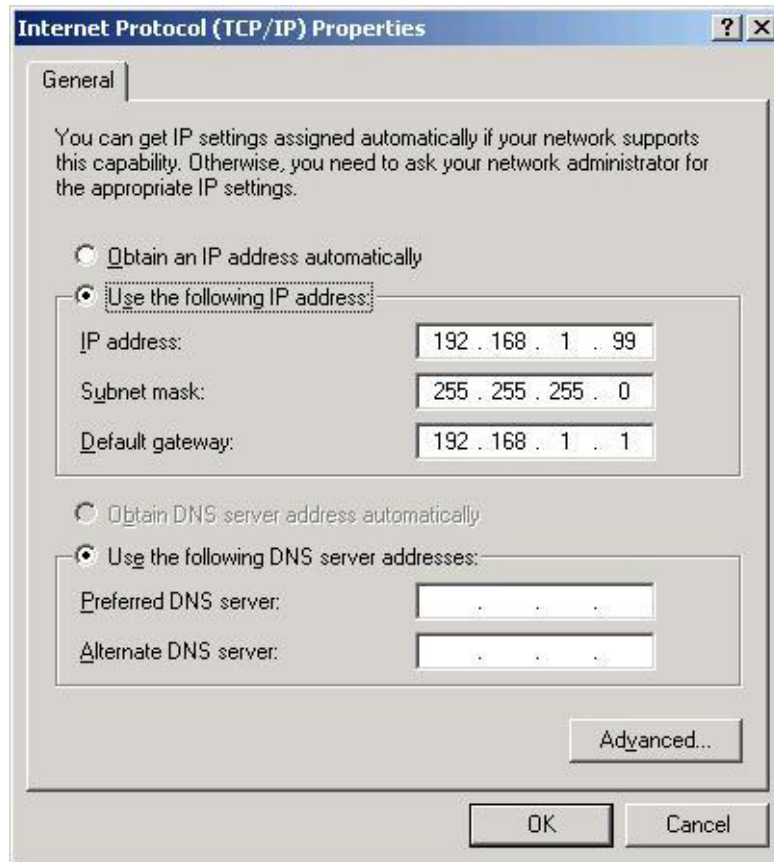 Internet Protocol (TCP/IP) Properties
General
You can get IP settings assigned automatically if your network supports
this capability. Otherwise, you need to ask your network administrator for
the appropriate IP settings.
Obtain an IP address automatically
Use the following IP address:
IP address: 192 . 168 . 1 . 99
Subnet mask: 255 . 255 . 255 . 0
Default gateway: 192 . 168 . 1 . 1
Obtain DNS server address automatically
Use the following DNS server addresses:
Preferred DNS server: . . .
Alternate DNS server: . . .
Advanced...
OK Cancel